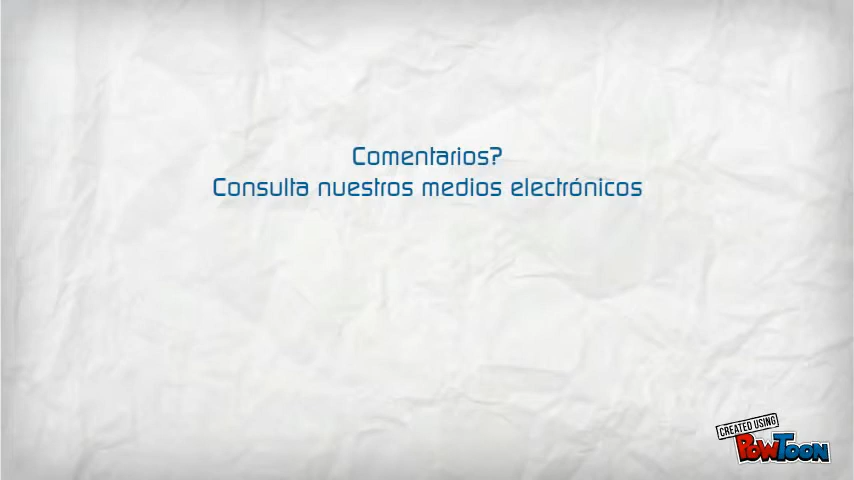 Comentarios?
Consulta nuestros medios electrónicos
CREATED USING
POWTOON